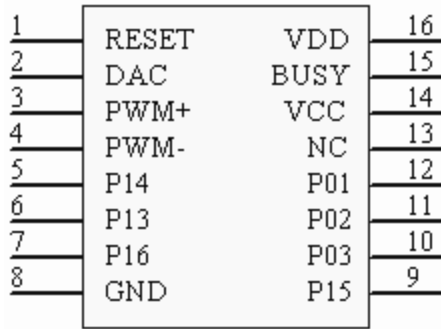 1 RESET VDD 16
2 DAC BUSY 15
3 PWM+ VCC 14
4 PWM- NC 13
5 P14 P01 12
6 P13 P02 11
7 P16 P03 10
8 GND P15 9